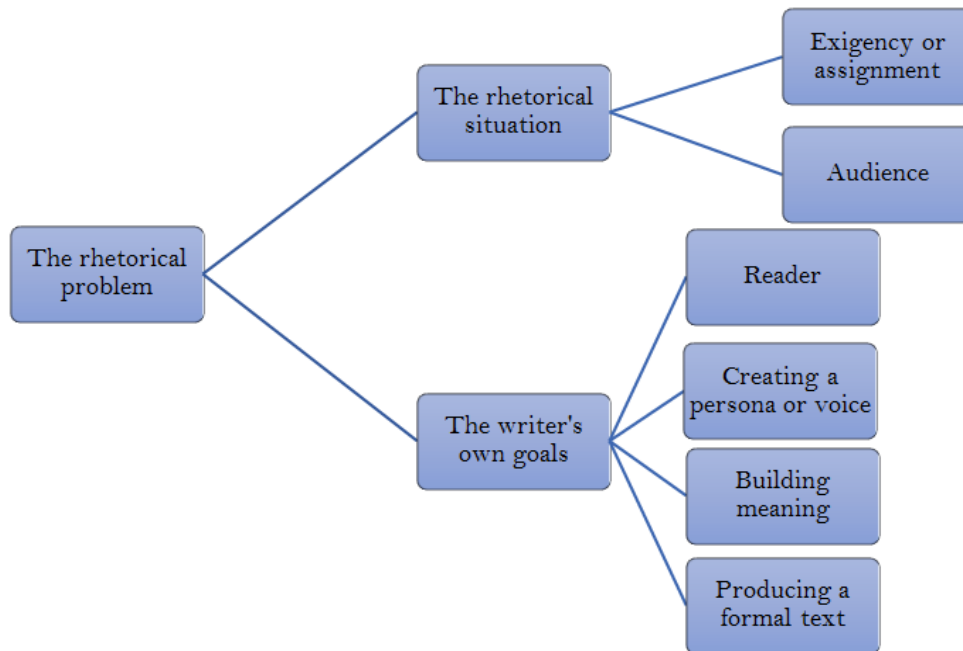 The rhetorical
problem
The rhetorical
situation
Exigency or
assignment
Audience
The writer's
own goals
Reader
Creating a
persona or voice
Building
meaning
Producing a
formal text